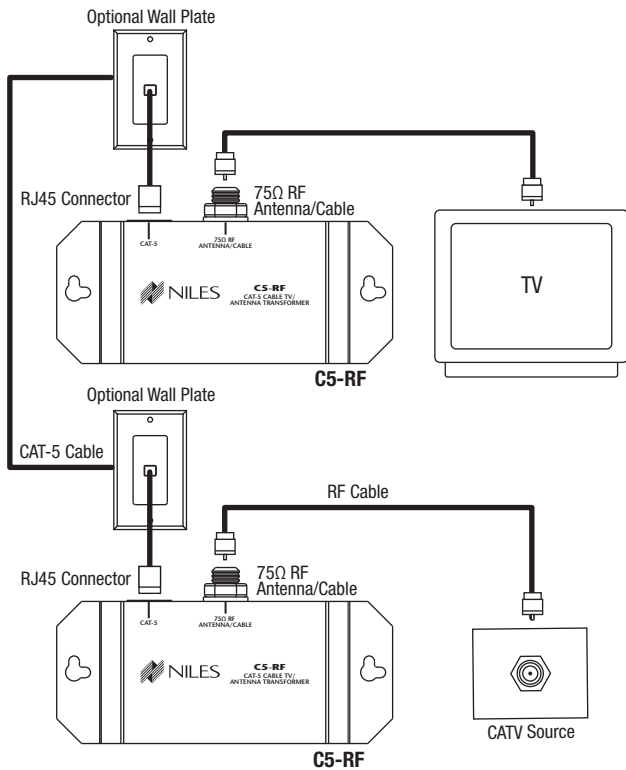 Optional Wall Plate
RJ45 Connector
75Ω RF
Antenna/Cable
CAT-5
75Ω RF
ANTENNA/CABLE
NILES
C5-RF
CAT-5 CABLE TV/
ANTENNA TRANSFORMER
TV
C5-RF
Optional Wall Plate
CAT-5 Cable
RF Cable
RJ45 Connector
75Ω RF
Antenna/Cable
CAT-5
75Ω RF
ANTENNA/CABLE
NILES
C5-RF
CAT-5 CABLE TV/
ANTENNA TRANSFORMER
CATV Source
C5-RF